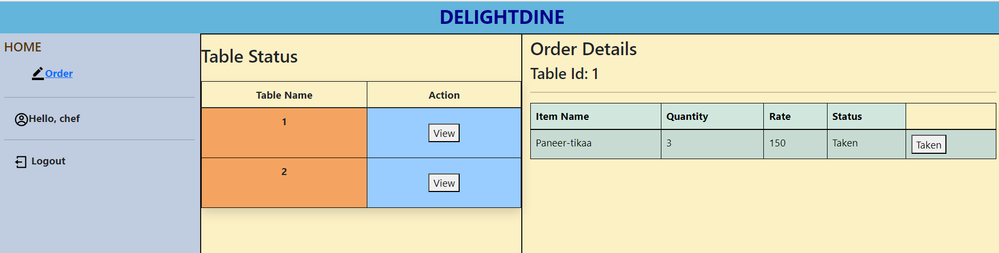 DELIGHTDINE
HOME
Order
Hello, chef
Logout
Table Status
Table Name Action
1 View
2 View
Order Details
Table Id: 1
Item Name Quantity Rate Status
Paneer-tikaa 3 150 Taken Taken